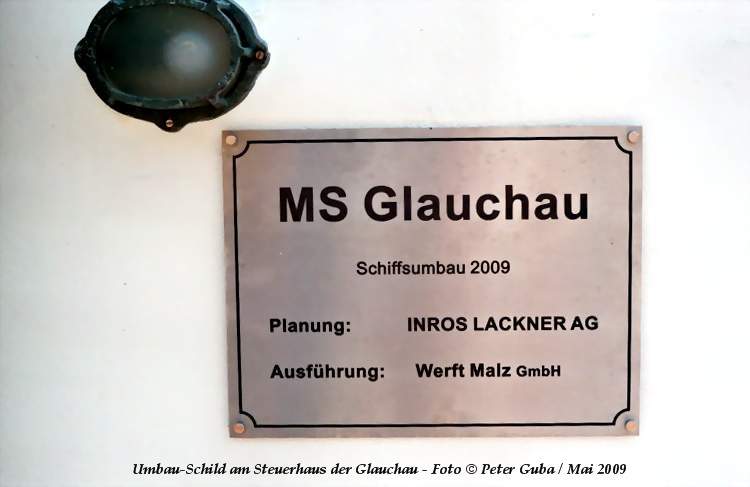 MS Glauchau
Schiffsumbau 2009
Planung: INROS LACKNER AG
Ausführung: Werft Malz GmbH
Umbau-Schild am Steuerhaus der Glauchau - Foto © Peter Guba / Mai 2009